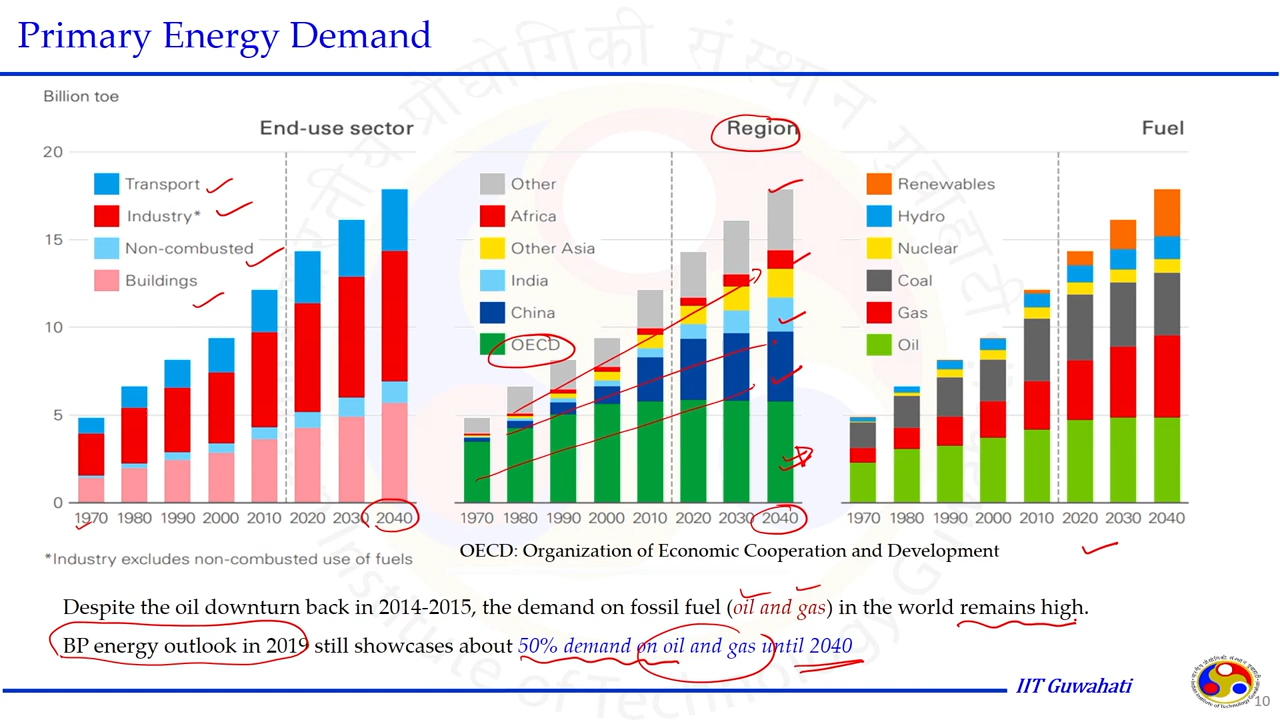 Primary Energy Demand
Billion toe
End-use sector
20
15
10
5
0
Transport
Industry*
Non-combusted
Buildings
1970 1980 1990 2000 2010 2020 2030 2040
*Industry excludes non-combusted use of fuels
Region
Other
Africa
Other Asia
India
China
OECD
1970 1980 1990 2000 2010 2020 2030 2040
OECD: Organization of Economic Cooperation and Development
Fuel
Renewables
Hydro
Nuclear
Coal
Gas
Oil
1970 1980 1990 2000 2010 2020 2030 2040
Despite the oil downturn back in 2014-2015, the demand on fossil fuel (oil and gas) in the world remains high.
BP energy outlook in 2019 still showcases about 50% demand on oil and gas until 2040
IIT Guwahati
10